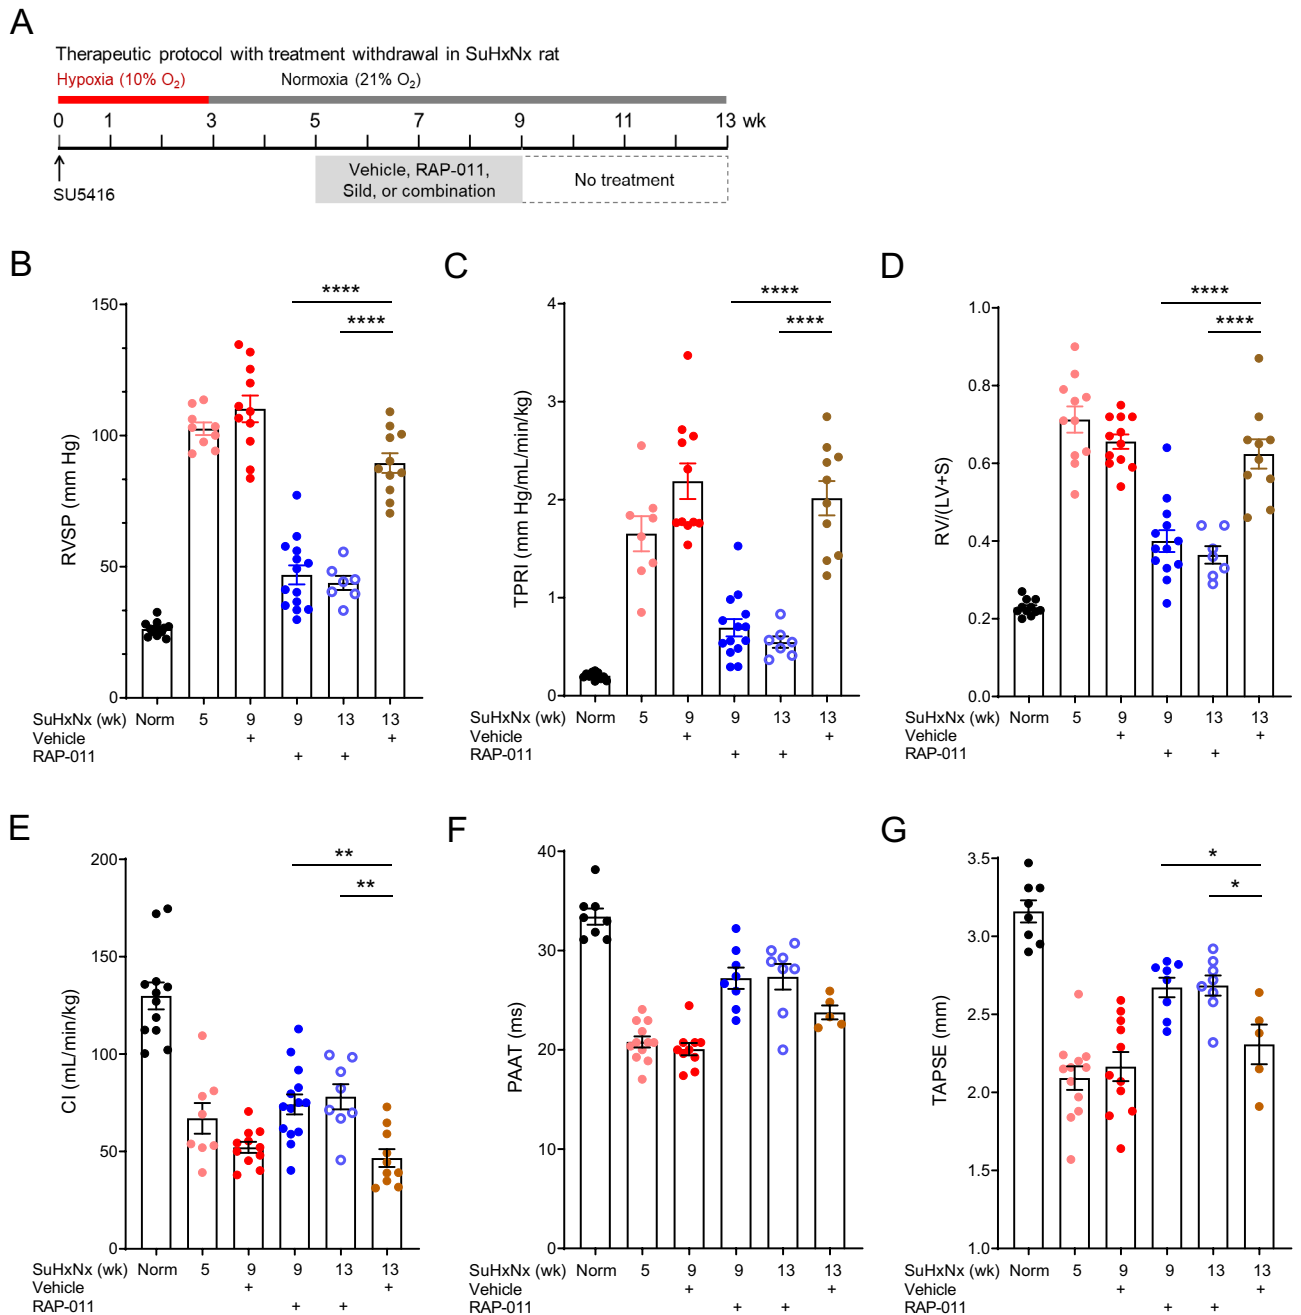 A
Therapeutic protocol with treatment withdrawal in SuHxNx rat
Hypoxia (10% O₂) Normoxia (21% O₂)
0 1 3 5 7 9 11 13 wk
SU5416
Vehicle, RAP-011,
Sild, or combination
No treatment
B
RVSP (mm Hg)
150
100
50
0
****
****
SuHxNx (wk) Norm 5 9 9 13 13
Vehicle + +
RAP-011 + +
C
TPRI (mm Hg/mL/min/kg)
4
3
2
1
0
****
****
SuHxNx (wk) Norm 5 9 9 13 13
Vehicle + +
RAP-011 + +
D
RV/(LV+S)
1.0
0.8
0.6
0.4
0.2
0.0
****
****
SuHxNx (wk) Norm 5 9 9 13 13
Vehicle + +
RAP-011 + +
E
CI (mL/min/kg)
200
150
100
50
0
**
**
SuHxNx (wk) Norm 5 9 9 13 13
Vehicle + +
RAP-011 + +
F
PAAT (ms)
40
30
20
10
0
SuHxNx (wk) Norm 5 9 9 13 13
Vehicle + +
RAP-011 + +
G
TAPSE (mm)
3.5
3.0
2.5
2.0
1.5
1.0
*
*
SuHxNx (wk) Norm 5 9 9 13 13
Vehicle + +
RAP-011 + +